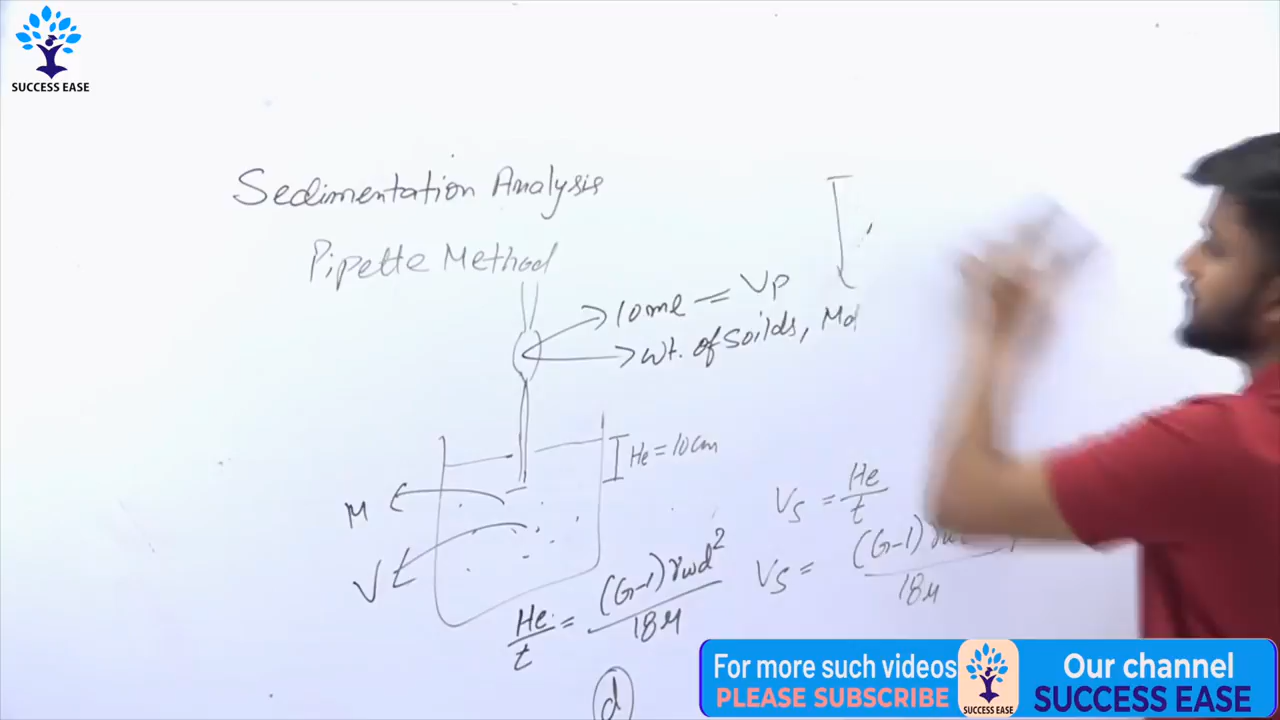 SUCCESS EASE
Sedimentation Analysis
Pipette Method
10ml = Vp
wt. of Soilds, Md
He = 10cm
M
V
Vs = He/t
Vs = (G-1)γw / 18μ
He/t = (G-1)γwd² / 18μ
d
For more such videos
PLEASE SUBSCRIBE
SUCCESS EASE
Our channel
SUCCESS EASE